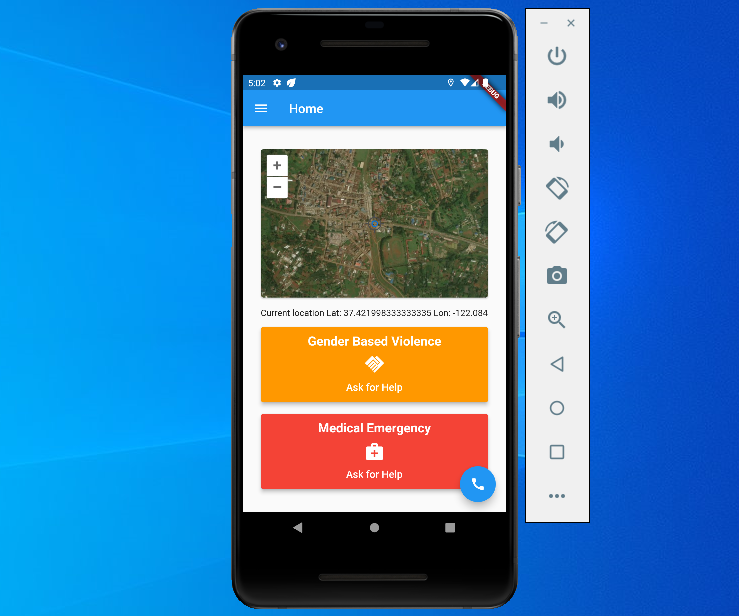 5:02
DEBUG
Home
+
−
Current location Lat: 37.421998333333335 Lon: -122.084
Gender Based Violence
Ask for Help
Medical Emergency
Ask for Help